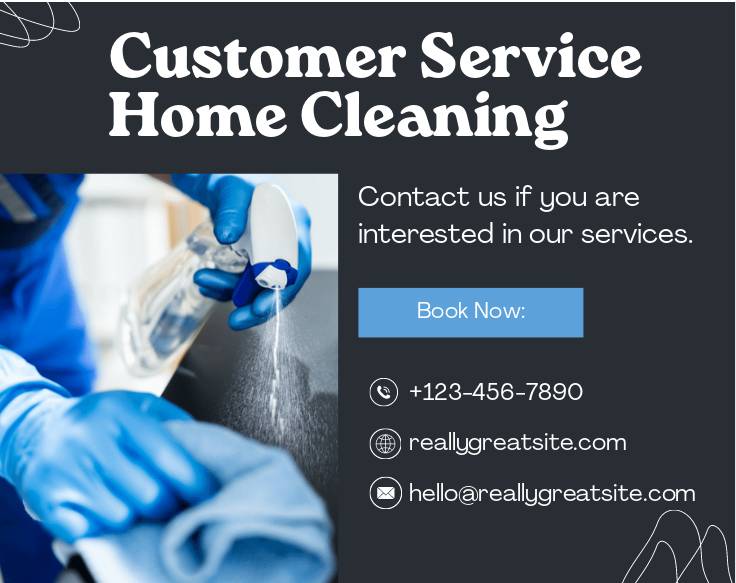 Customer Service
Home Cleaning
Contact us if you are
interested in our services.
Book Now:
+123-456-7890
reallygreatsite.com
hello@reallygreatsite.com